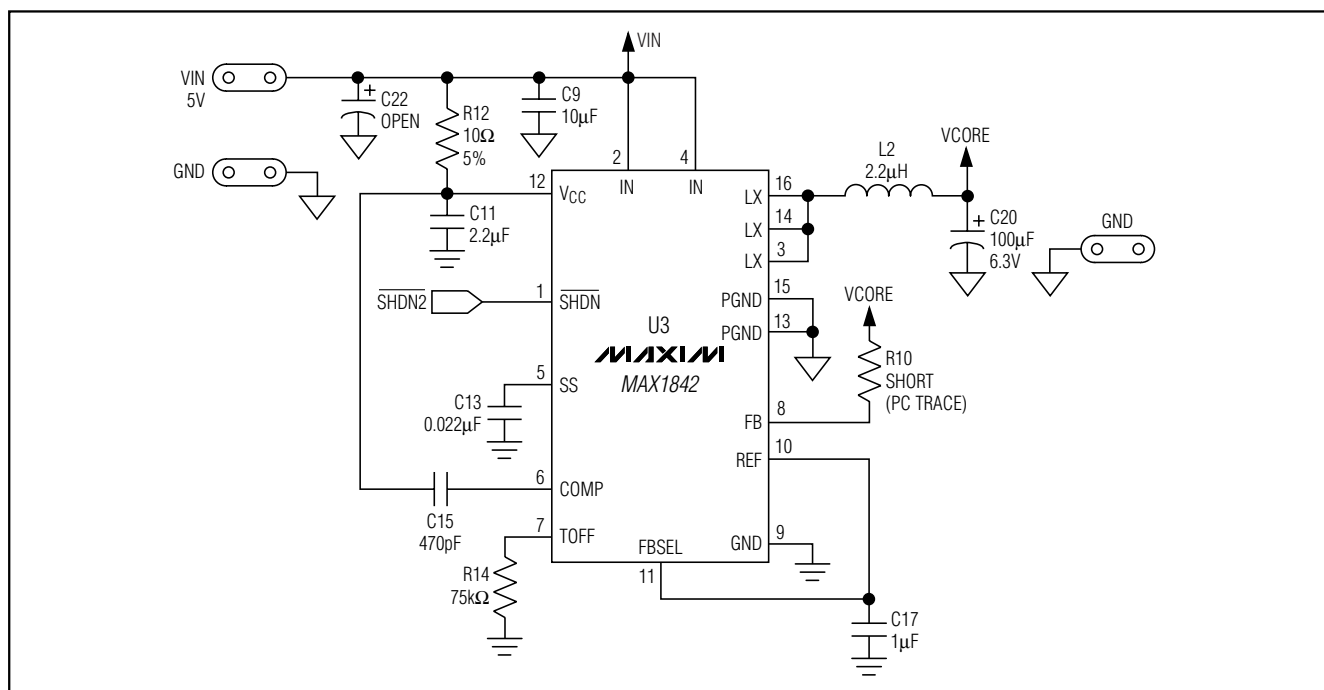 VIN
VIN
5V
C22
OPEN
R12
10Ω
5%
C9
10μF
GND
2
4
IN
IN
12
VCC
C11
2.2μF
16
LX
14
LX
3
LX
L2
2.2μH
VCORE
+
C20
100μF
6.3V
GND
+
SHDN2
1
SHDN
15
PGND
13
PGND
U3
MAXIM
MAX1842
VCORE
R10
SHORT
(PC TRACE)
5
SS
C13
0.022μF
8
FB
10
REF
6
COMP
C15
470pF
7
TOFF
R14
75kΩ
FBSEL
11
GND
9
C17
1μF